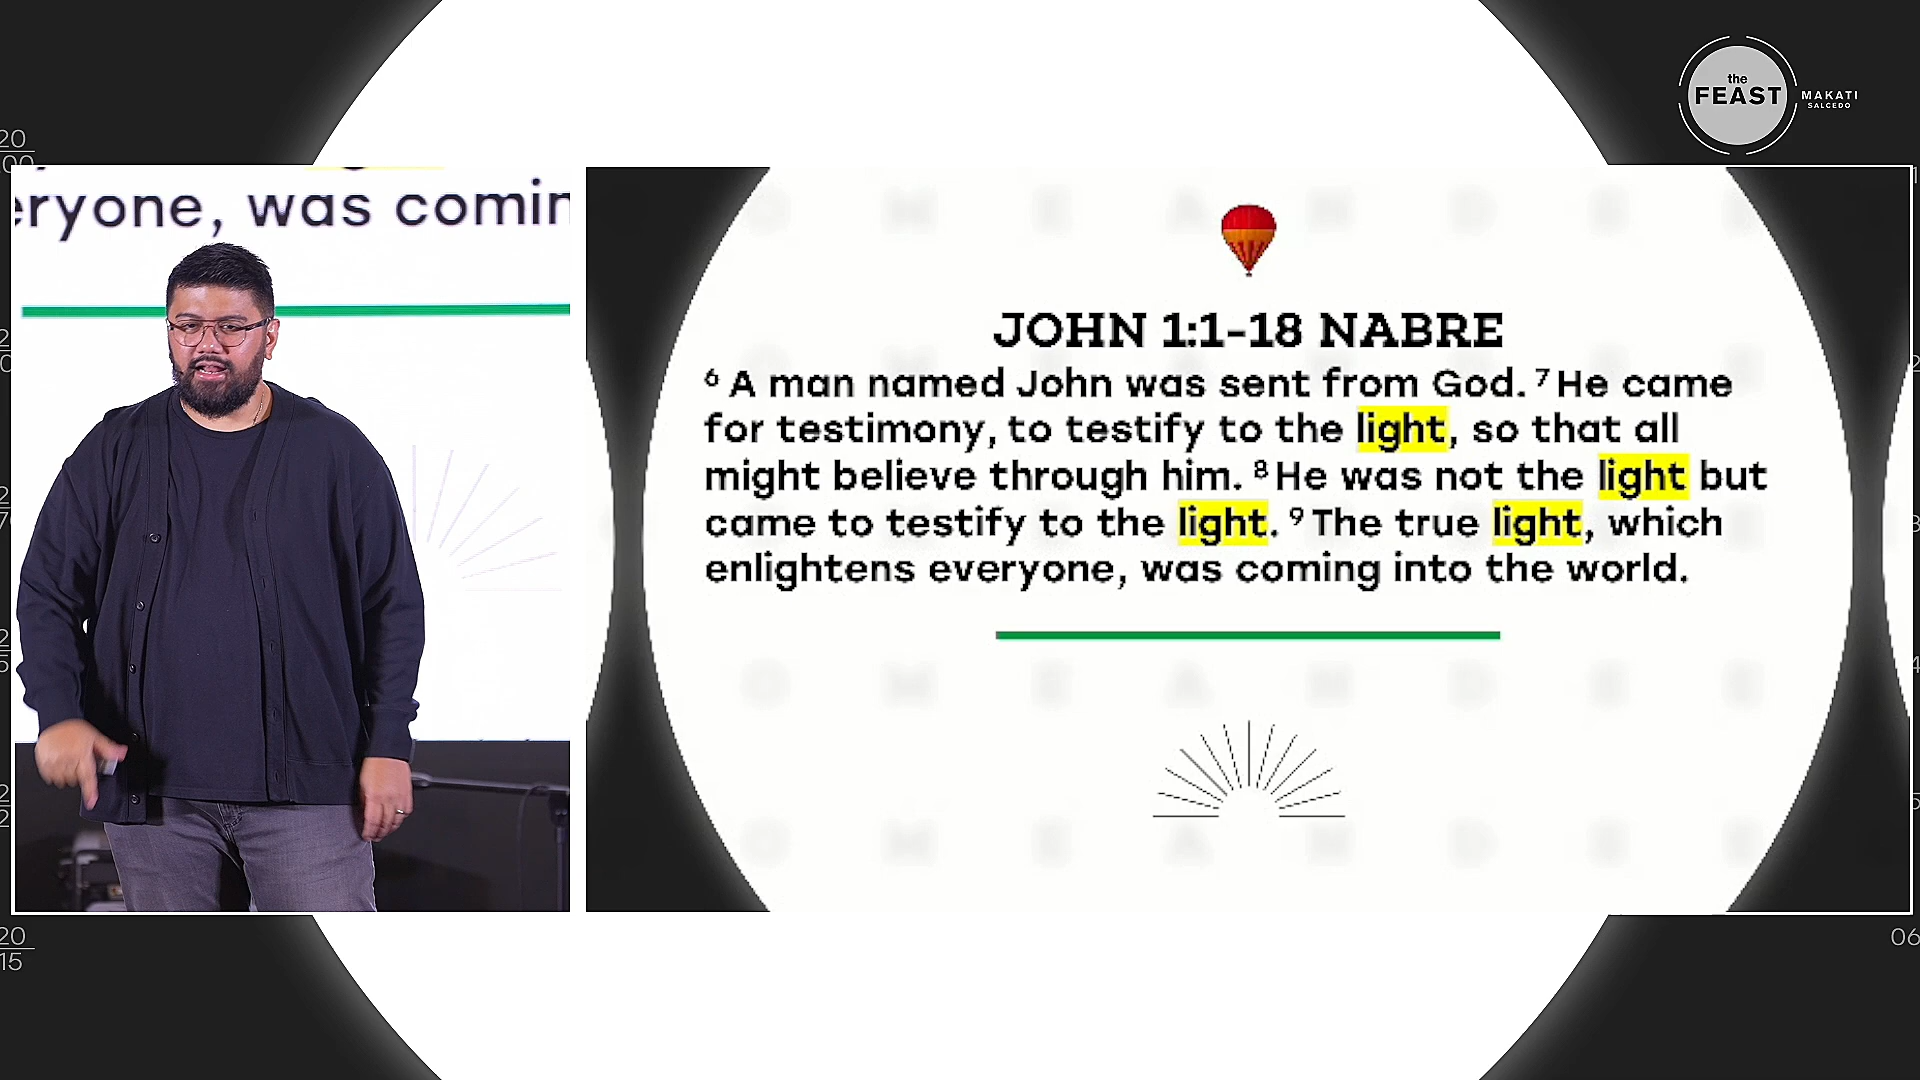 the
FEAST
MAKATI
SALCEDO
20
00
eryone, was comin
JOHN 1:1-18 NABRE
⁶ A man named John was sent from God. ⁷ He came
for testimony, to testify to the light, so that all
might believe through him. ⁸ He was not the light but
came to testify to the light. ⁹ The true light, which
enlightens everyone, was coming into the world.
20
15
06